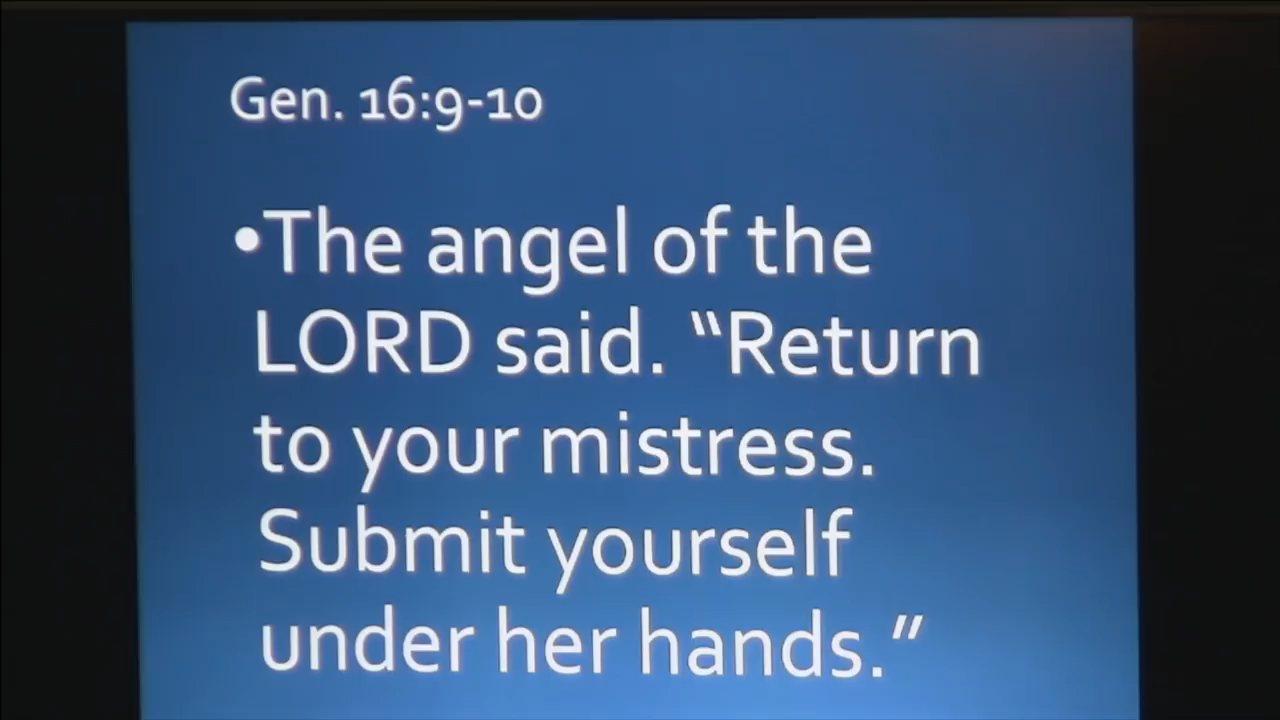 Gen. 16:9-10
•The angel of the
LORD said. “Return
to your mistress.
Submit yourself
under her hands.”